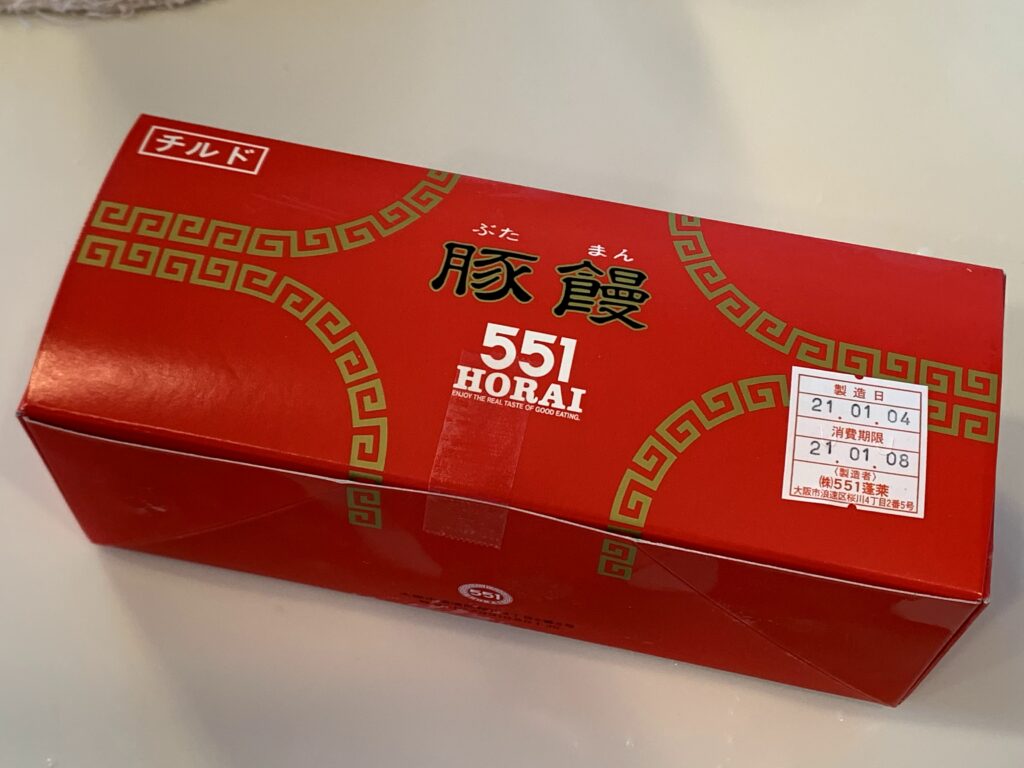 チルド
ぶた まん
豚饅
551
HORAI
ENJOY THE REAL TASTE OF GOOD EATING.
製造日
21.01.04
消費期限
21.01.08
〈製造者〉
㈱551蓬莱
大阪市浪速区桜川4丁目2番5号
551